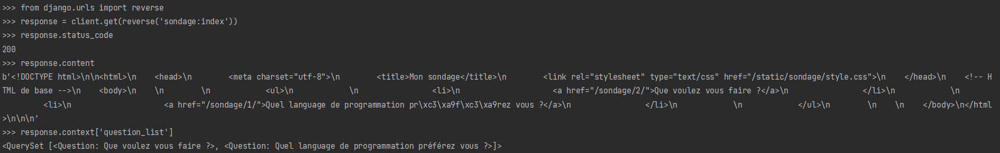 >>> from django.urls import reverse
>>> response = client.get(reverse('sondage:index'))
>>> response.status_code
200
>>> response.content
b'<!DOCTYPE html>\n\n<html>\n    <head>\n        <meta charset="utf-8">\n        <title>Mon sondage</title>\n        <link rel="stylesheet" type="text/css" href="/static/sondage/style.css">\n    </head>\n    <!-- H
TML de base -->\n    <body>\n    \n        \n            <ul>\n            \n                <li>\n                    <a href="/sondage/2/">Que voulez vous faire ?</a>\n                </li>\n            \n
         <li>\n                    <a href="/sondage/1/">Quel language de programmation pr\xc3\xa9f\xc3\xa9rez vous ?</a>\n                </li>\n            \n            </ul>\n        \n    \n    </body>\n</html
>\n\n\n'
>>> response.context['question_list']
<QuerySet [<Question: Que voulez vous faire ?>, <Question: Quel language de programmation préférez vous ?>]>